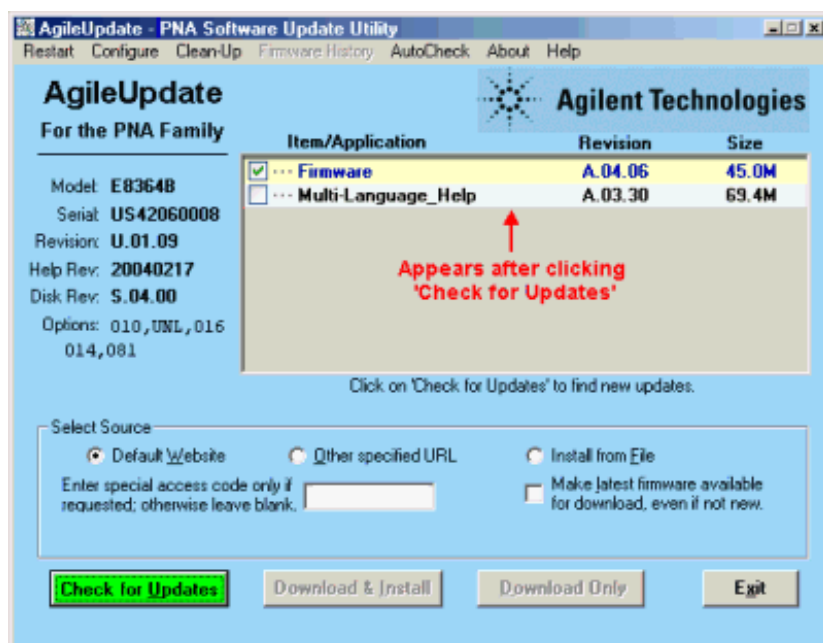 AgileUpdate - PNA Software Update Utility
Restart Configure Clean-Up Firmware History AutoCheck About Help
AgileUpdate
For the PNA Family
Agilent Technologies
Item/Application Revision Size
Firmware A.04.06 45.0M
Multi-Language_Help A.03.30 69.4M
Appears after clicking
'Check for Updates'
Model: E8364B
Serial: US42060008
Revision: U.01.09
Help Rev: 20040217
Disk Rev: S.04.00
Options: 010,UNL,016
014,081
Click on 'Check for Updates' to find new updates.
Select Source
Default Website
Other specified URL
Install from File
Enter special access code only if
requested; otherwise leave blank.
Make latest firmware available
for download, even if not new.
Check for Updates
Download & Install
Download Only
Exit